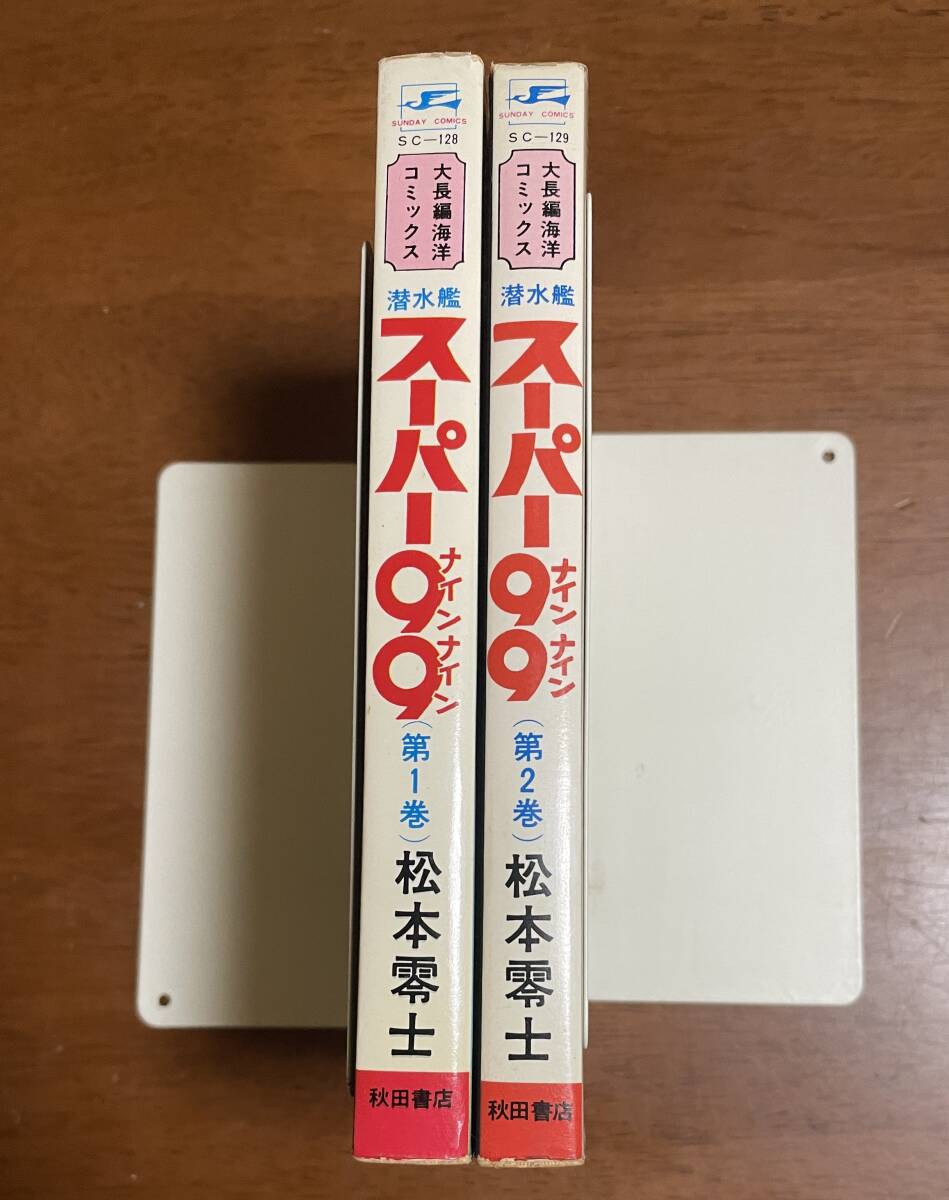 SUNDAY COMICS
SC—128
大長編海洋
コミックス
潜水艦
スーパー99
ナインナイン
(第1巻)
松本零士
秋田書店
SUNDAY COMICS
SC—129
大長編海洋
コミックス
潜水艦
スーパー99
ナインナイン
(第2巻)
松本零士
秋田書店